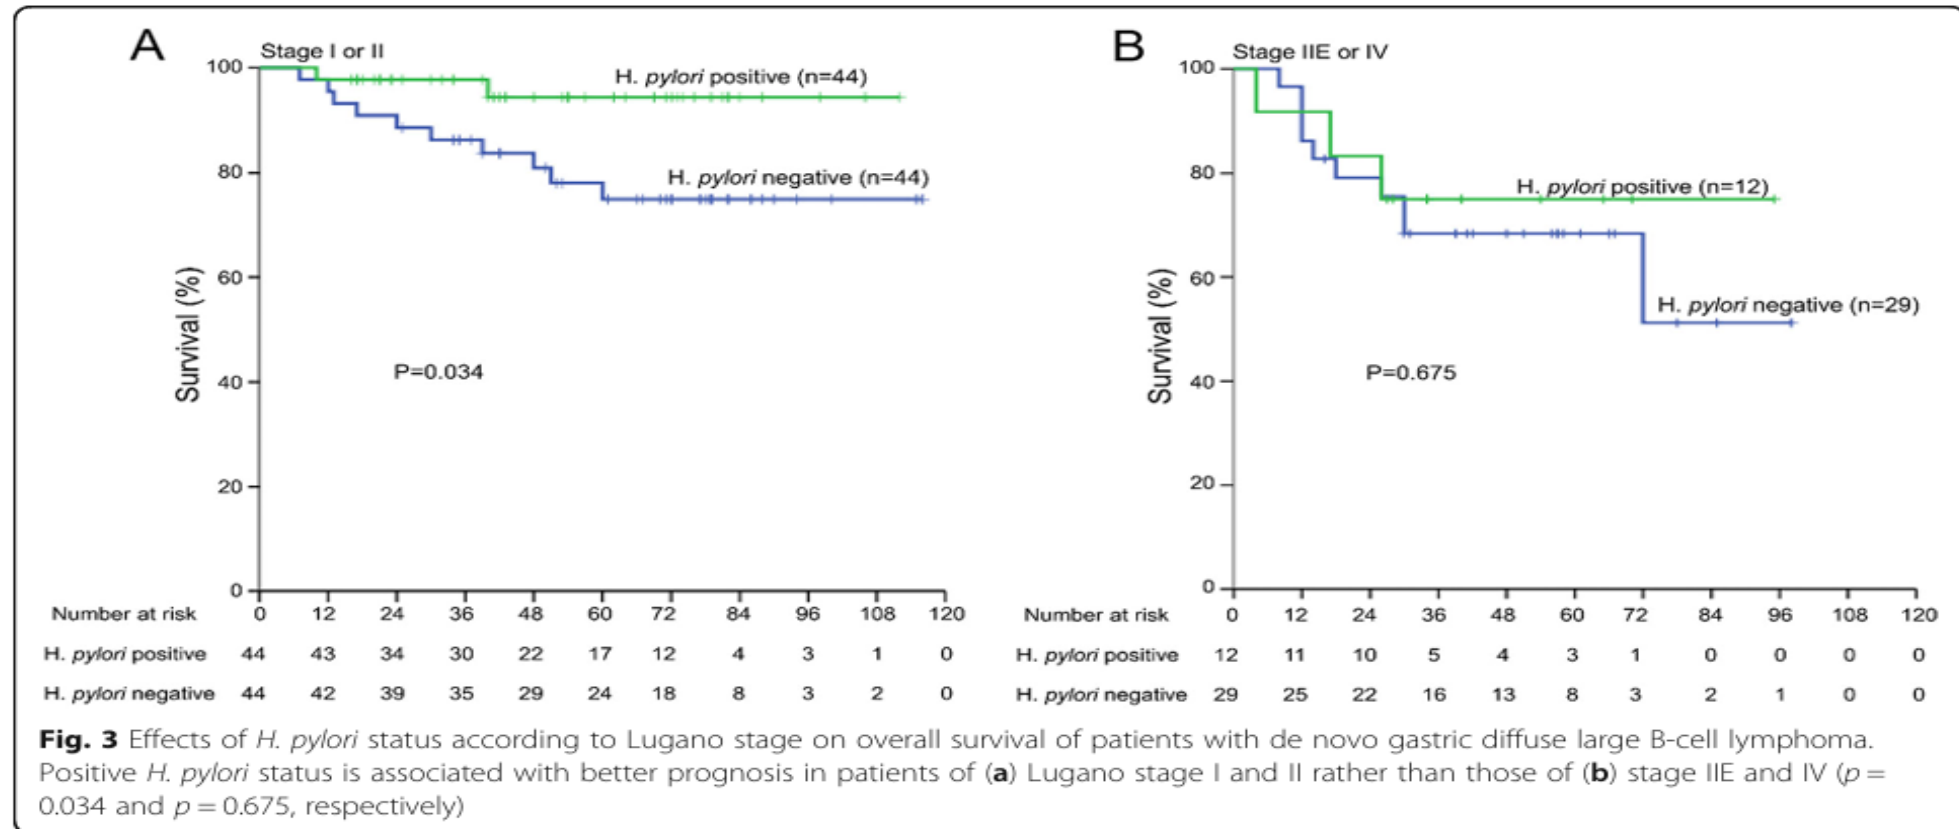 A
Stage I or II
100
80
60
40
20
0
Survival (%)
H. pylori positive (n=44)
H. pylori negative (n=44)
P=0.034
0 12 24 36 48 60 72 84 96 108 120
Number at risk
H. pylori positive 44 43 34 30 22 17 12 4 3 1 0
H. pylori negative 44 42 39 35 29 24 18 8 3 2 0
B
Stage IIE or IV
100
80
60
40
20
0
Survival (%)
H. pylori positive (n=12)
H. pylori negative (n=29)
P=0.675
0 12 24 36 48 60 72 84 96 108 120
Number at risk
H. pylori positive 12 11 10 5 4 3 1 0 0 0 0
H. pylori negative 29 25 22 16 13 8 3 2 1 0 0
Fig. 3 Effects of H. pylori status according to Lugano stage on overall survival of patients with de novo gastric diffuse large B-cell lymphoma.
Positive H. pylori status is associated with better prognosis in patients of (a) Lugano stage I and II rather than those of (b) stage IIE and IV (p =
0.034 and p = 0.675, respectively)